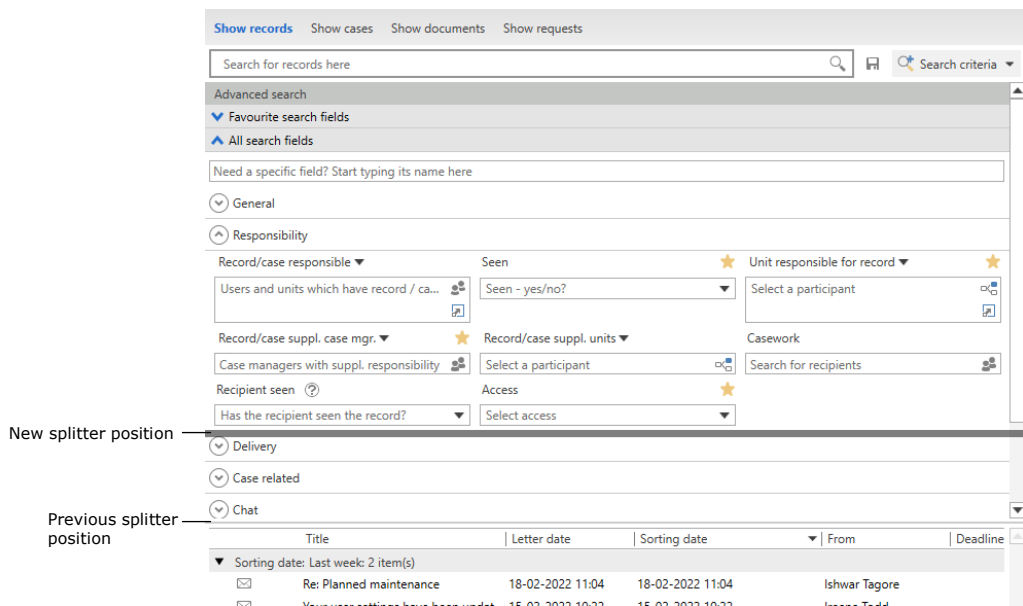 Show records Show cases Show documents Show requests
Search for records here
Search criteria
Advanced search
Favourite search fields
All search fields
Need a specific field? Start typing its name here
General
Responsibility
Record/case responsible Seen Unit responsible for record
Users and units which have record / ca... Seen - yes/no? Select a participant
Record/case suppl. case mgr. Record/case suppl. units Casework
Case managers with suppl. responsibility Select a participant Search for recipients
Recipient seen ? Access
Has the recipient seen the record? Select access
New splitter position
Delivery
Case related
Chat
Previous splitter
position
Title Letter date Sorting date From Deadline
Sorting date: Last week: 2 item(s)
Re: Planned maintenance 18-02-2022 11:04 18-02-2022 11:04 Ishwar Tagore
Your user settings have been updat